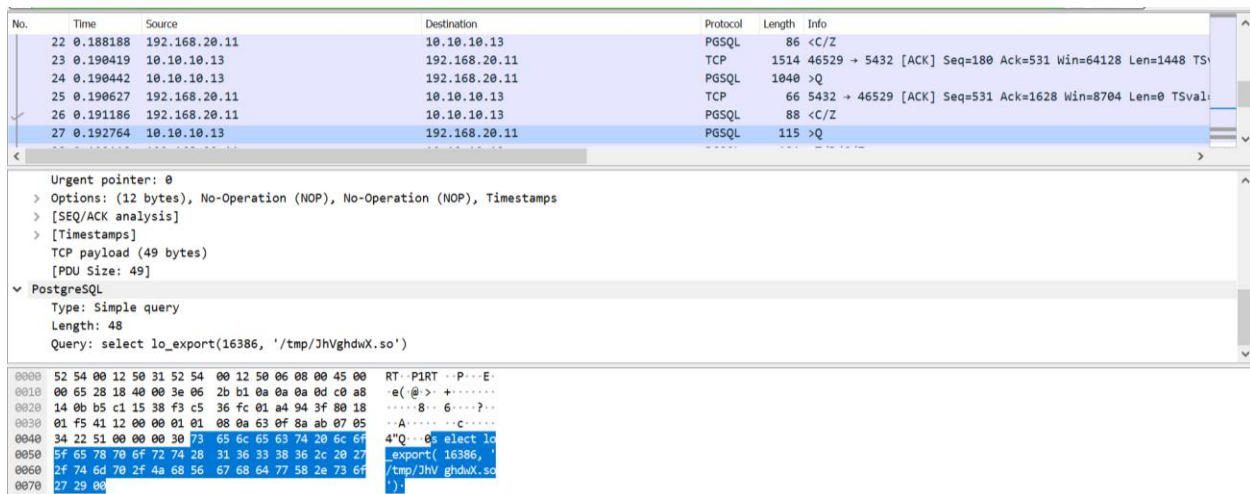 No. Time Source Destination Protocol Length Info
22 0.188188 192.168.20.11 10.10.10.13 PGSQL 86 <C/Z
23 0.190419 10.10.10.13 192.168.20.11 TCP 1514 46529 → 5432 [ACK] Seq=180 Ack=531 Win=64128 Len=1448
24 0.190442 10.10.10.13 192.168.20.11 PGSQL 1040 >Q
25 0.190627 192.168.20.11 10.10.10.13 TCP 66 5432 → 46529 [ACK] Seq=531 Ack=1628 Win=8704 Len=0
26 0.191186 192.168.20.11 10.10.10.13 PGSQL 88 <C/Z
27 0.192764 10.10.10.13 192.168.20.11 PGSQL 115 >Q
Urgent pointer: 0
> Options: (12 bytes), No-Operation (NOP), No-Operation (NOP), Timestamps
> [SEQ/ACK analysis]
> [Timestamps]
TCP payload (49 bytes)
[PDU Size: 49]
PostgreSQL
Type: Simple query
Length: 48
Query: select lo_export(16386, '/tmp/JhVghdwX.so')
0000 52 54 00 12 50 31 52 54 00 12 50 06 08 00 45 00 RT··P1RT ··P···E·
0010 00 65 28 18 40 00 3e 06 2b b1 0a 0a 0a 0d c0 a8 ·e(·@·>· +·······
0020 14 0b b5 c1 15 38 f3 c5 36 fc 01 a4 94 3f 80 18 ·····8·· 6····?··
0030 01 f5 41 12 00 00 01 01 08 0a 63 0f 8a ab 07 05 ··A····· ··c·····
0040 34 22 51 00 00 00 30 73 65 6c 65 63 74 20 6c 6f 4"Q···0s elect lo
0050 5f 65 78 70 6f 72 74 28 31 36 33 38 36 2c 20 27 _export( 16386, '
0060 2f 74 6d 70 2f 4a 68 56 67 68 64 77 58 2e 73 6f /tmp/JhV ghdwX.so
0070 27 29 00 ')·